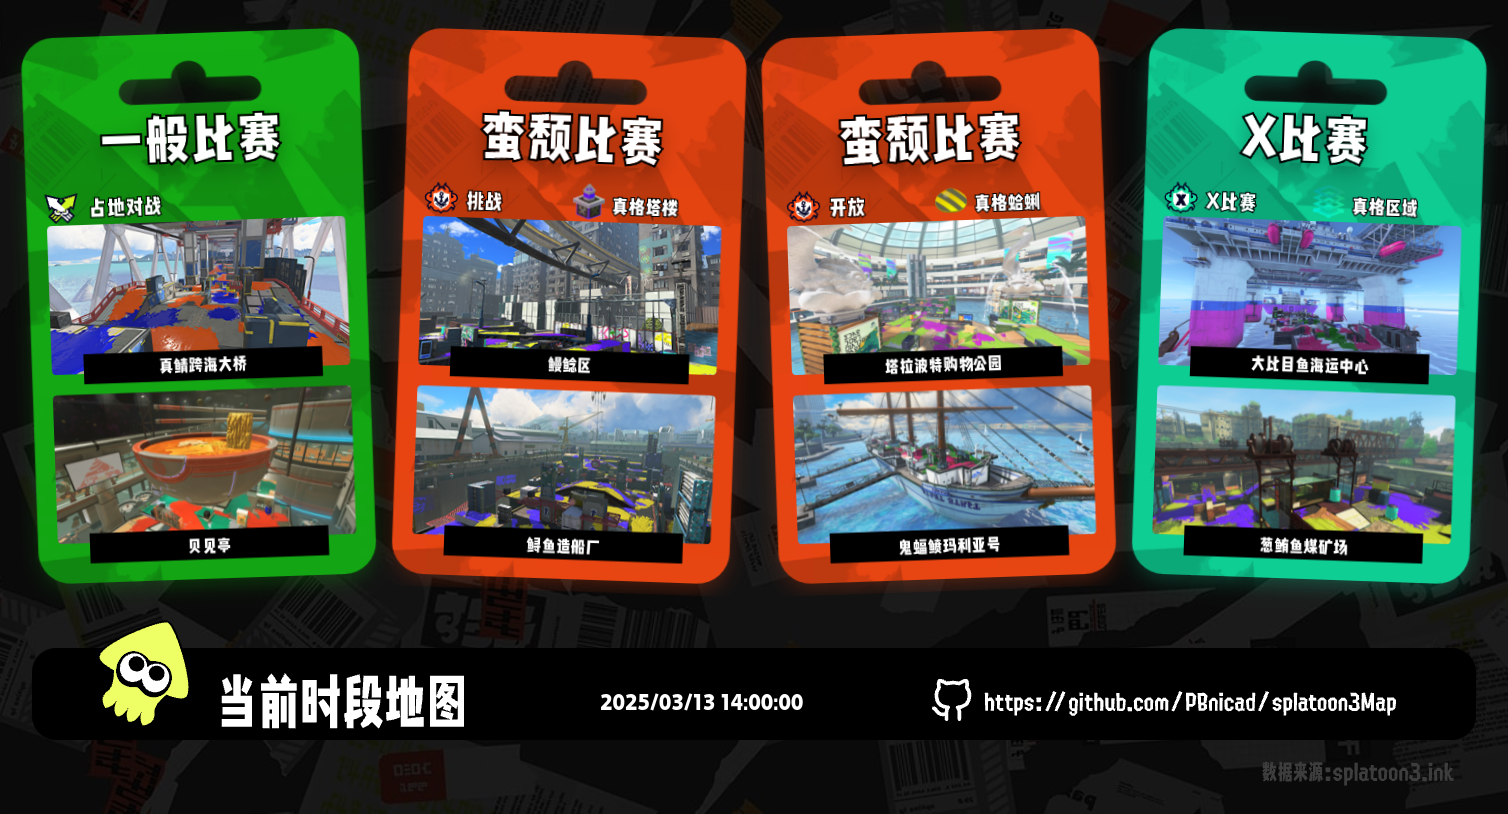 一般比赛
占地对战
真鲭跨海大桥
贝贝亭
蛮颓比赛
挑战
真格塔楼
鳗鲶区
鲟鱼造船厂
蛮颓比赛
开放
真格蛤蜊
塔拉波特购物公园
鬼蝠鲼玛利亚号
X比赛
X比赛
真格区域
大比目鱼海运中心
葱鲔鱼煤矿场
当前时段地图
2025/03/13 14:00:00
https://github.com/PBnicad/splatoon3Map
数据来源:splatoon3.ink